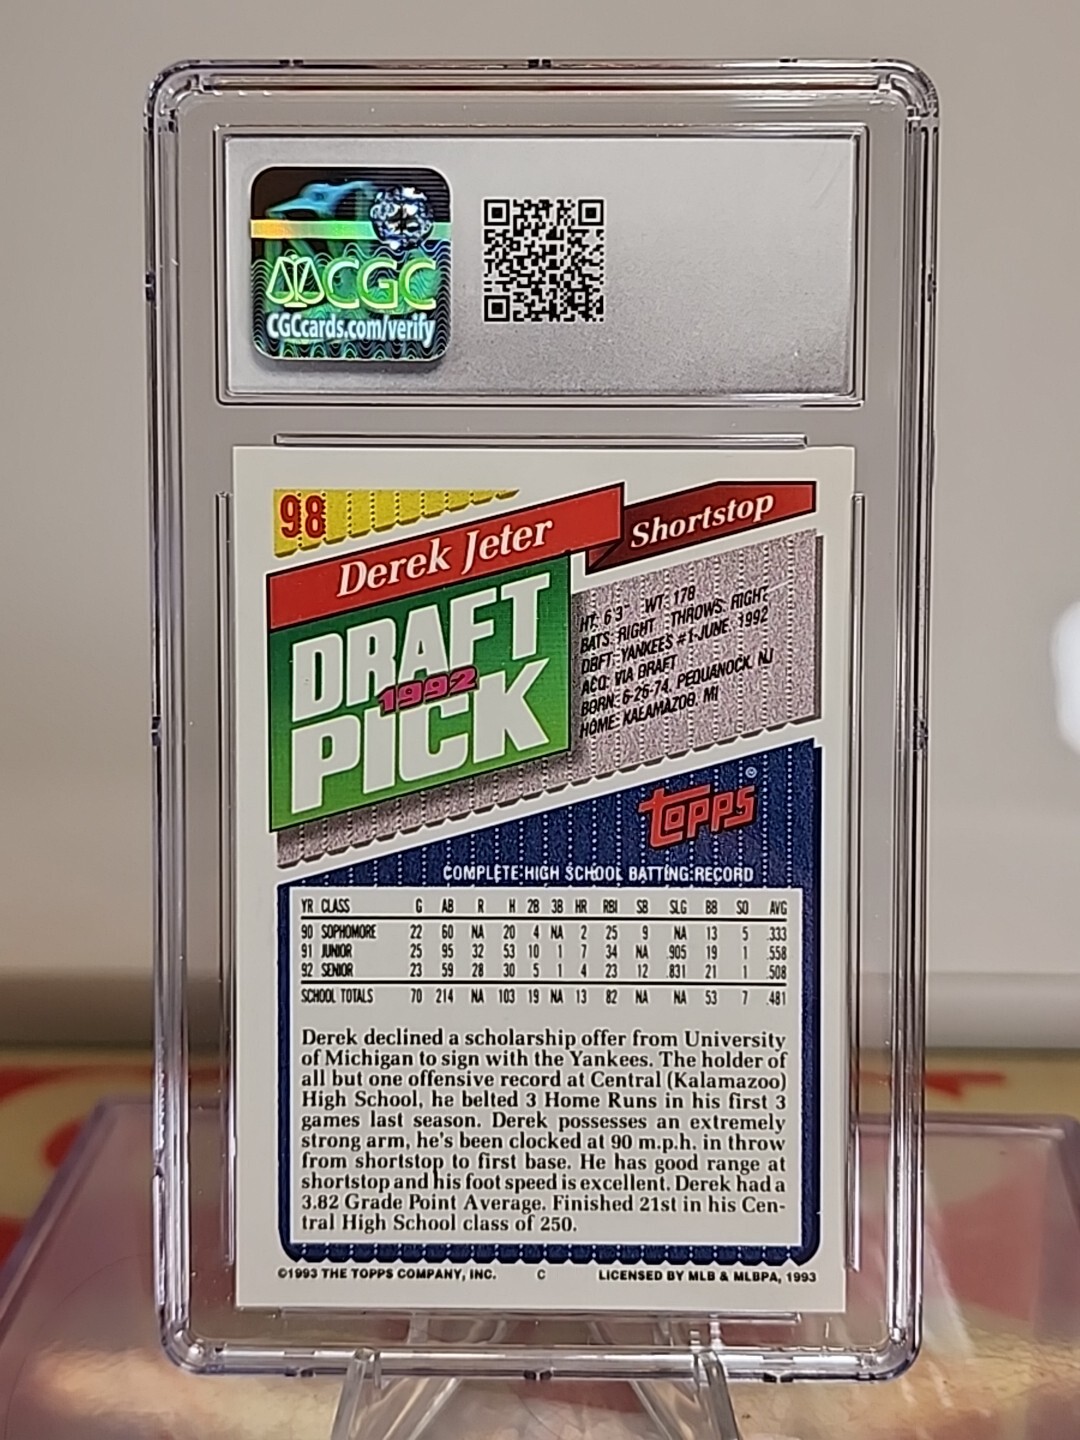 CGC
CGCcards.com/verify
98
Derek Jeter
Shortstop
DRAFT
1992
PICK
HT: 6'3" WT: 178
BATS: RIGHT THROWS: RIGHT
DRFT: YANKEES #1-JUNE, 1992
ACQ: VIA DRAFT
BORN: 6-26-74, PEQUANOCK, NJ
HOME: KALAMAZOO, MI
TOPPS ®
COMPLETE HIGH SCHOOL BATTING RECORD
YR CLASS G AB R H 2B 3B HR RBI SB SLG BB SO AVG
90 SOPHOMORE 22 60 NA 20 4 NA 2 25 9 NA 13 5 .333
91 JUNIOR 25 95 32 53 10 1 7 34 NA .905 19 1 .558
92 SENIOR 23 59 28 30 5 1 4 23 12 .831 21 1 .508
SCHOOL TOTALS 70 214 NA 103 19 NA 13 82 NA NA 53 7 .481
Derek declined a scholarship offer from University
of Michigan to sign with the Yankees. The holder of
all but one offensive record at Central (Kalamazoo)
High School, he belted 3 Home Runs in his first 3
games last season. Derek possesses an extremely
strong arm, he's been clocked at 90 m.p.h. in throw
from shortstop to first base. He has good range at
shortstop and his foot speed is excellent. Derek had a
3.82 Grade Point Average. Finished 21st in his Cen-
tral High School class of 250.
©1993 THE TOPPS COMPANY, INC. C LICENSED BY MLB & MLBPA, 1993